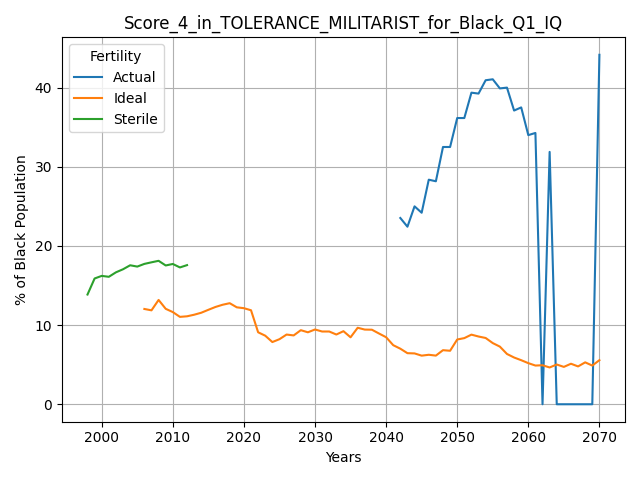 Score_4_in_TOLERANCE_MILITARIST_for_Black_Q1_IQ
Fertility
Actual
Ideal
Sterile
% of Black Population
40
30
20
10
0
2000 2010 2020 2030 2040 2050 2060 2070
Years